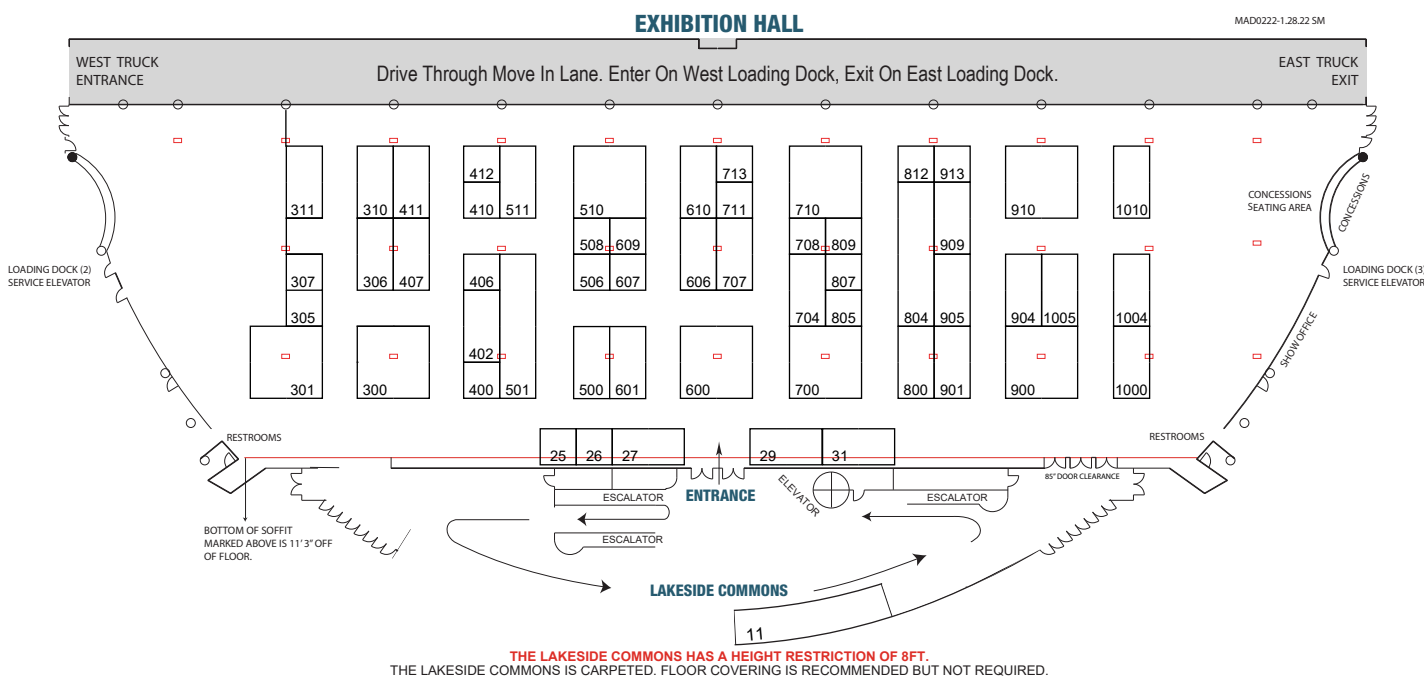 EXHIBITION HALL
MAD0222-1.28.22 SM
WEST TRUCK
ENTRANCE
Drive Through Move In Lane. Enter On West Loading Dock, Exit On East Loading Dock.
EAST TRUCK
EXIT
412
713
812 913
311
310 411
410 511
510
610 711
710
910
1010
CONCESSIONS
SEATING AREA
CONCESSIONS
508 609
708 809
909
LOADING DOCK (2)
SERVICE ELEVATOR
307
306 407
406
506 607
606 707
807
LOADING DOCK (3)
SERVICE ELEVATOR
305
704 805
804 905
904 1005
1004
SHOW OFFICE
402
301
300
400 501
500 601
600
700
800 901
900
1000
RESTROOMS
RESTROOMS
25 26 27
29 31
85" DOOR CLEARANCE
ESCALATOR
ENTRANCE
ELEVATOR
ESCALATOR
BOTTOM OF SOFFIT
MARKED ABOVE IS 11'3" OFF
OF FLOOR.
ESCALATOR
LAKESIDE COMMONS
11
THE LAKESIDE COMMONS HAS A HEIGHT RESTRICTION OF 8FT.
THE LAKESIDE COMMONS IS CARPETED. FLOOR COVERING IS RECOMMENDED BUT NOT REQUIRED.